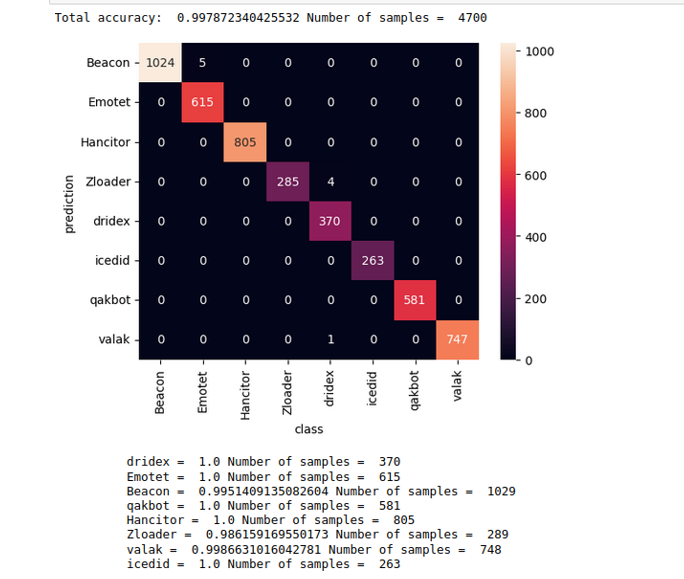 Total accuracy:  0.997872340425532 Number of samples =  4700
Beacon 1024 5 0 0 0 0 0 0
Emotet 0 615 0 0 0 0 0 0
Hancitor 0 0 805 0 0 0 0 0
Zloader 0 0 0 285 4 0 0 0
dridex 0 0 0 0 370 0 0 0
icedid 0 0 0 0 0 263 0 0
qakbot 0 0 0 0 0 0 581 0
valak 0 0 0 0 1 0 0 747
prediction
Beacon Emotet Hancitor Zloader dridex icedid qakbot valak
class
1000
800
600
400
200
0
dridex =  1.0 Number of samples =  370
Emotet =  1.0 Number of samples =  615
Beacon =  0.9951409135082604 Number of samples =  1029
qakbot =  1.0 Number of samples =  581
Hancitor =  1.0 Number of samples =  805
Zloader =  0.986159169550173 Number of samples =  289
valak =  0.9986631016042781 Number of samples =  748
icedid =  1.0 Number of samples =  263